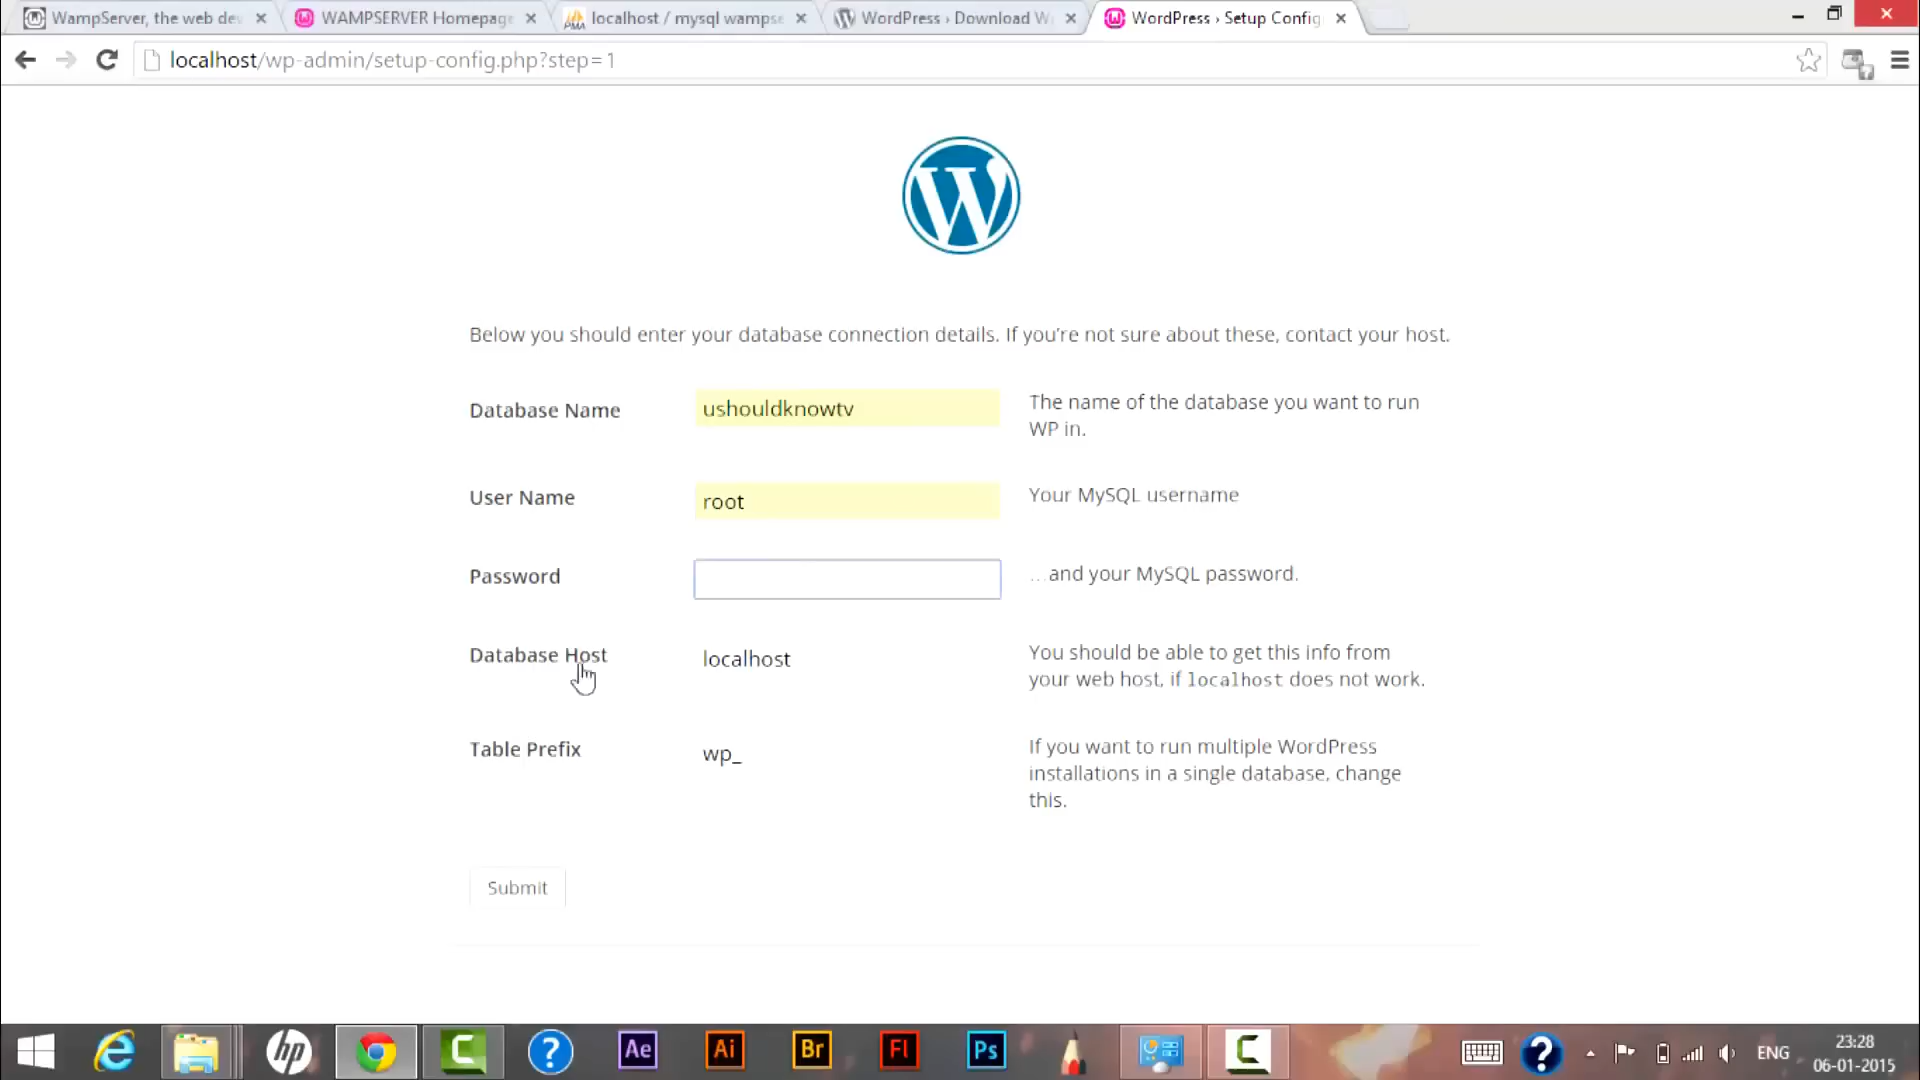 WampServer, the web de
WAMPSERVER Homepage
localhost / mysql wampse
WordPress › Download W
WordPress › Setup Config
localhost/wp-admin/setup-config.php?step=1
W
Below you should enter your database connection details. If you're not sure about these, contact your host.
Database Name
ushouldknowtv
The name of the database you want to run
WP in.
User Name
root
Your MySQL username
Password
…and your MySQL password.
Database Host
localhost
You should be able to get this info from
your web host, if localhost does not work.
Table Prefix
wp_
If you want to run multiple WordPress
installations in a single database, change
this.
Submit
hp
C
?
Ae
Ai
Br
Fl
Ps
C
?
ENG
23:28
06-01-2015